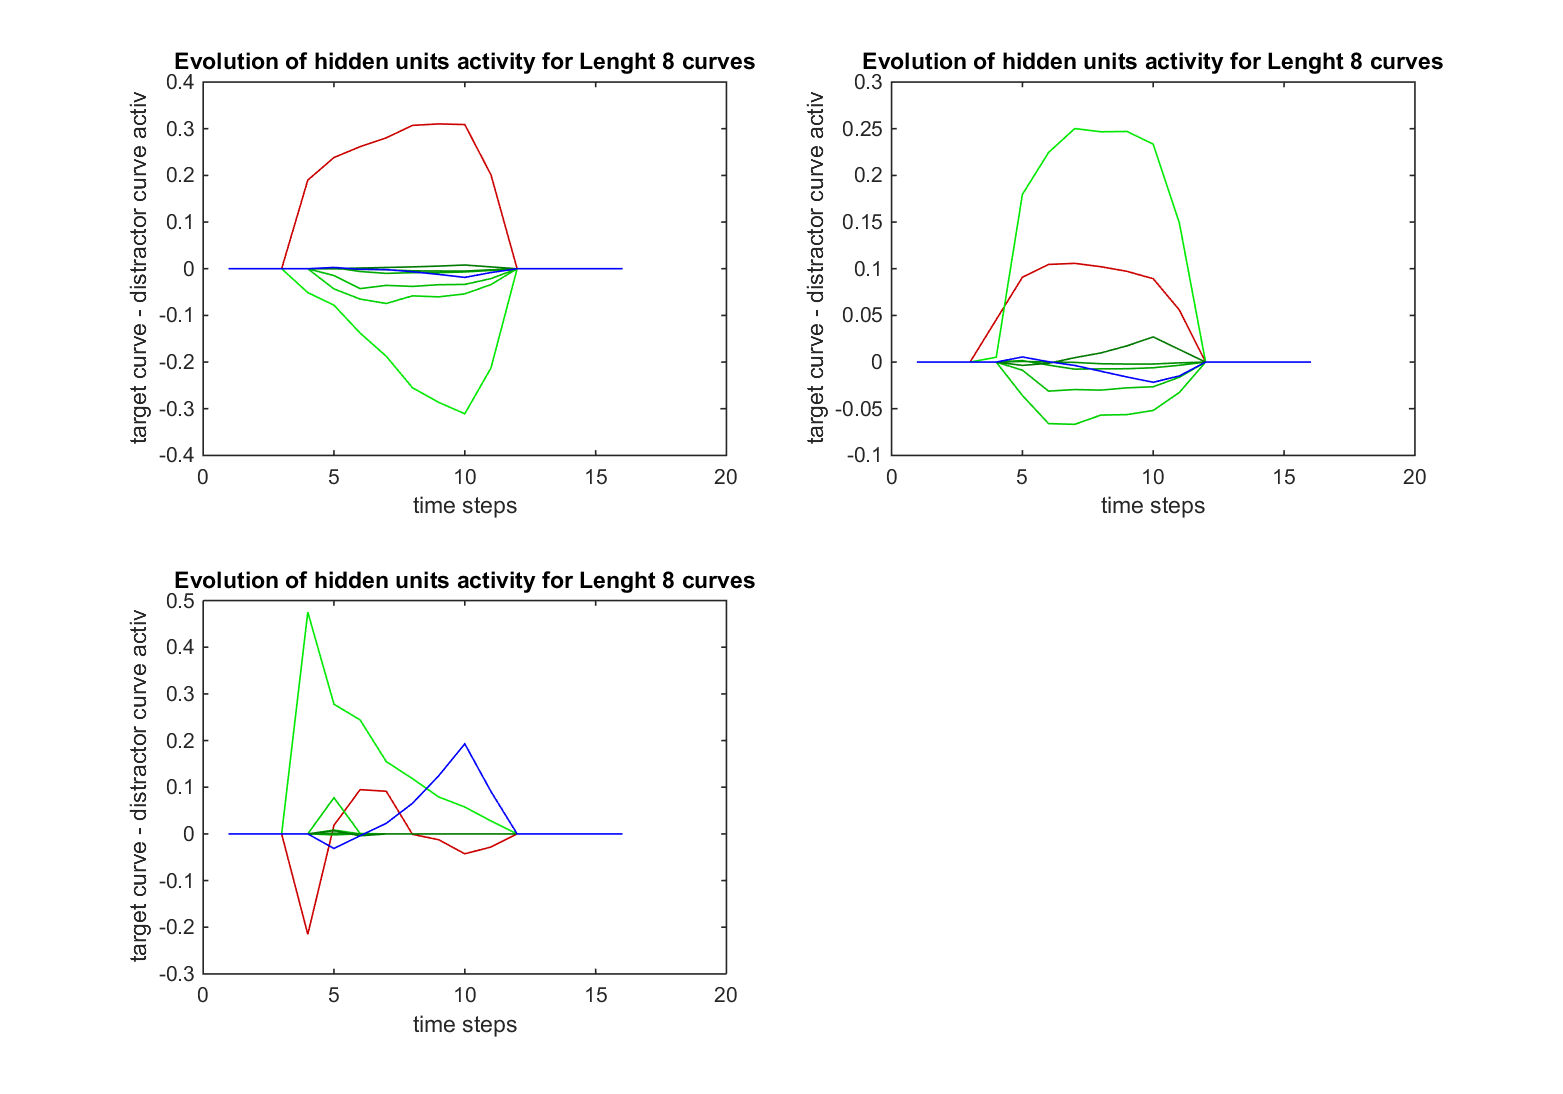 Evolution of hidden units activity for Lenght 8 curves
target curve - distractor curve activ
0.4
0.3
0.2
0.1
0
-0.1
-0.2
-0.3
-0.4
0 5 10 15 20
time steps
Evolution of hidden units activity for Lenght 8 curves
target curve - distractor curve activ
0.3
0.25
0.2
0.15
0.1
0.05
0
-0.05
-0.1
0 5 10 15 20
time steps
Evolution of hidden units activity for Lenght 8 curves
target curve - distractor curve activ
0.5
0.4
0.3
0.2
0.1
0
-0.1
-0.2
-0.3
0 5 10 15 20
time steps